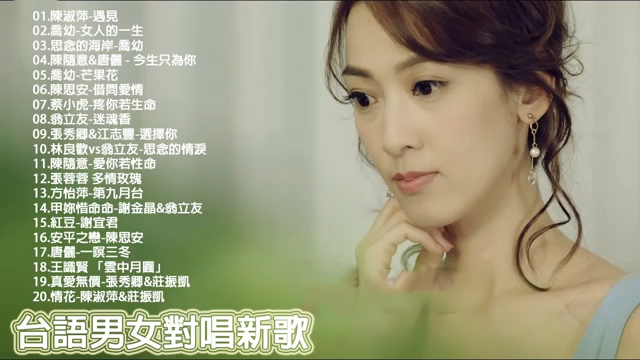 01.陳淑萍-遇見
02.喬幼-女人的一生
03.思念的海岸-喬幼
04.陳隨意&唐儷 - 今生只為你
05.喬幼-芒果花
06.陳思安-借問愛情
07.蔡小虎-疼你若生命
08.翁立友-迷魂香
09.張秀卿&江志豐-選擇你
10.林良歡vs翁立友-思念的情淚
11.陳隨意-愛你若性命
12.張蓉蓉 多情玫瑰
13.方怡萍-第九月台
14.甲妳惜命命-謝金晶&翁立友
15.紅豆-謝宜君
16.安平之戀-陳思安
17.唐儷-一暝三冬
18.王識賢 「雲中月圓」
19.真愛無價-張秀卿&莊振凱
20.情花-陳淑萍&莊振凱
台語男女對唱新歌